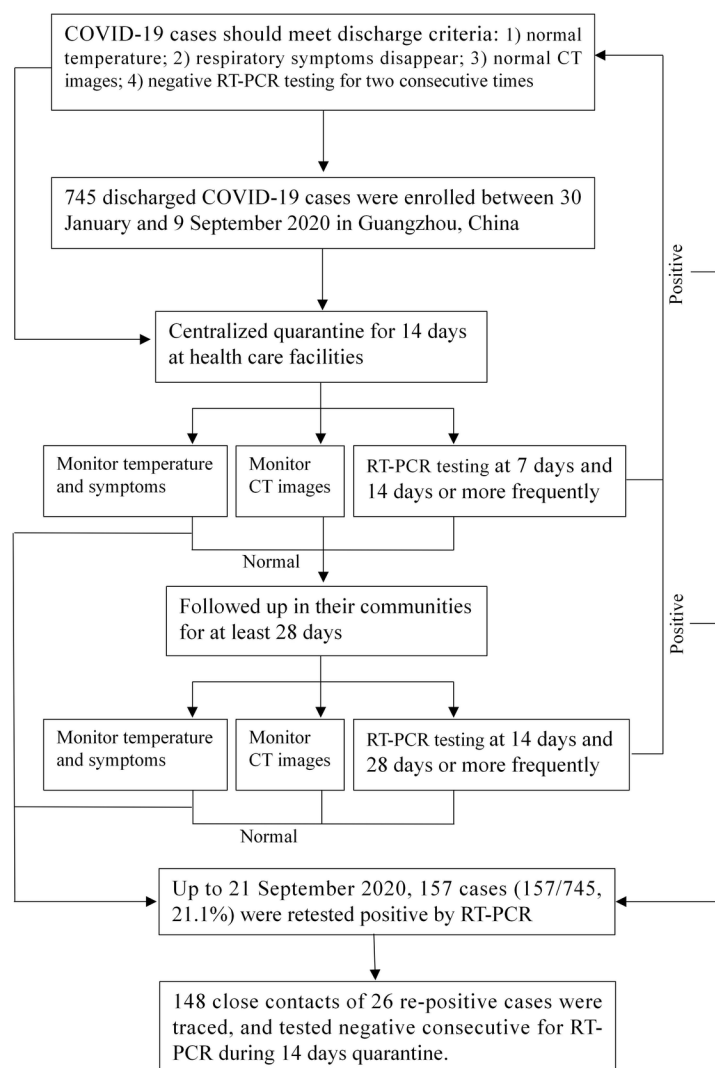 COVID-19 cases should meet discharge criteria: 1) normal
temperature; 2) respiratory symptoms disappear; 3) normal CT
images; 4) negative RT-PCR testing for two consecutive times
745 discharged COVID-19 cases were enrolled between 30
January and 9 September 2020 in Guangzhou, China
Positive
Centralized quarantine for 14 days
at health care facilities
Monitor temperature
and symptoms
Monitor
CT images
RT-PCR testing at 7 days and
14 days or more frequently
Normal
Followed up in their communities
for at least 28 days
Positive
Monitor temperature
and symptoms
Monitor
CT images
RT-PCR testing at 14 days and
28 days or more frequently
Normal
Up to 21 September 2020, 157 cases (157/745,
21.1%) were retested positive by RT-PCR
148 close contacts of 26 re-positive cases were
traced, and tested negative consecutive for RT-
PCR during 14 days quarantine.